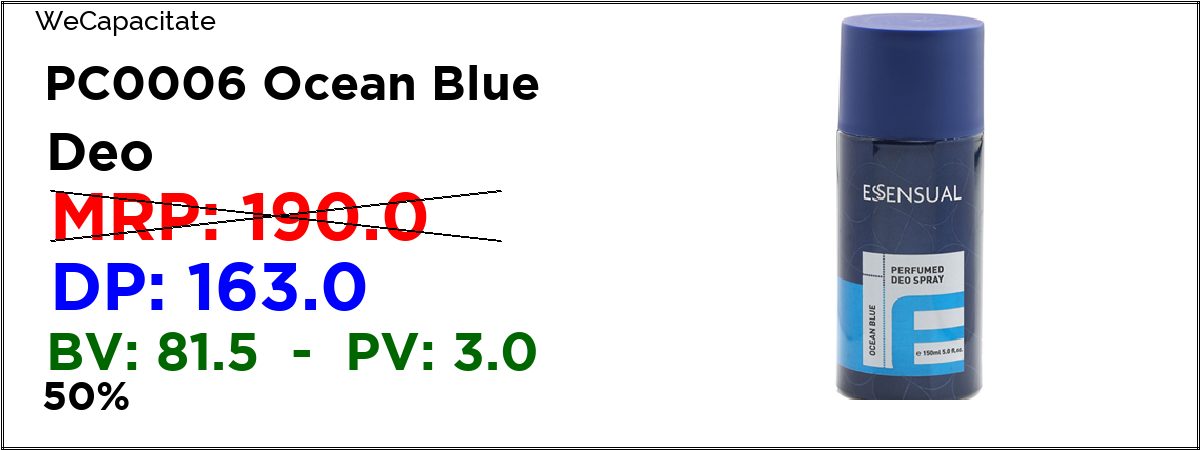 WeCapacitate
PC0006 Ocean Blue
Deo
MRP: 190.0
DP: 163.0
BV: 81.5 - PV: 3.0
50%
ESSENSUAL
PERFUMED
DEO SPRAY
OCEAN BLUE
e 150ml 5.0 fl.oz.